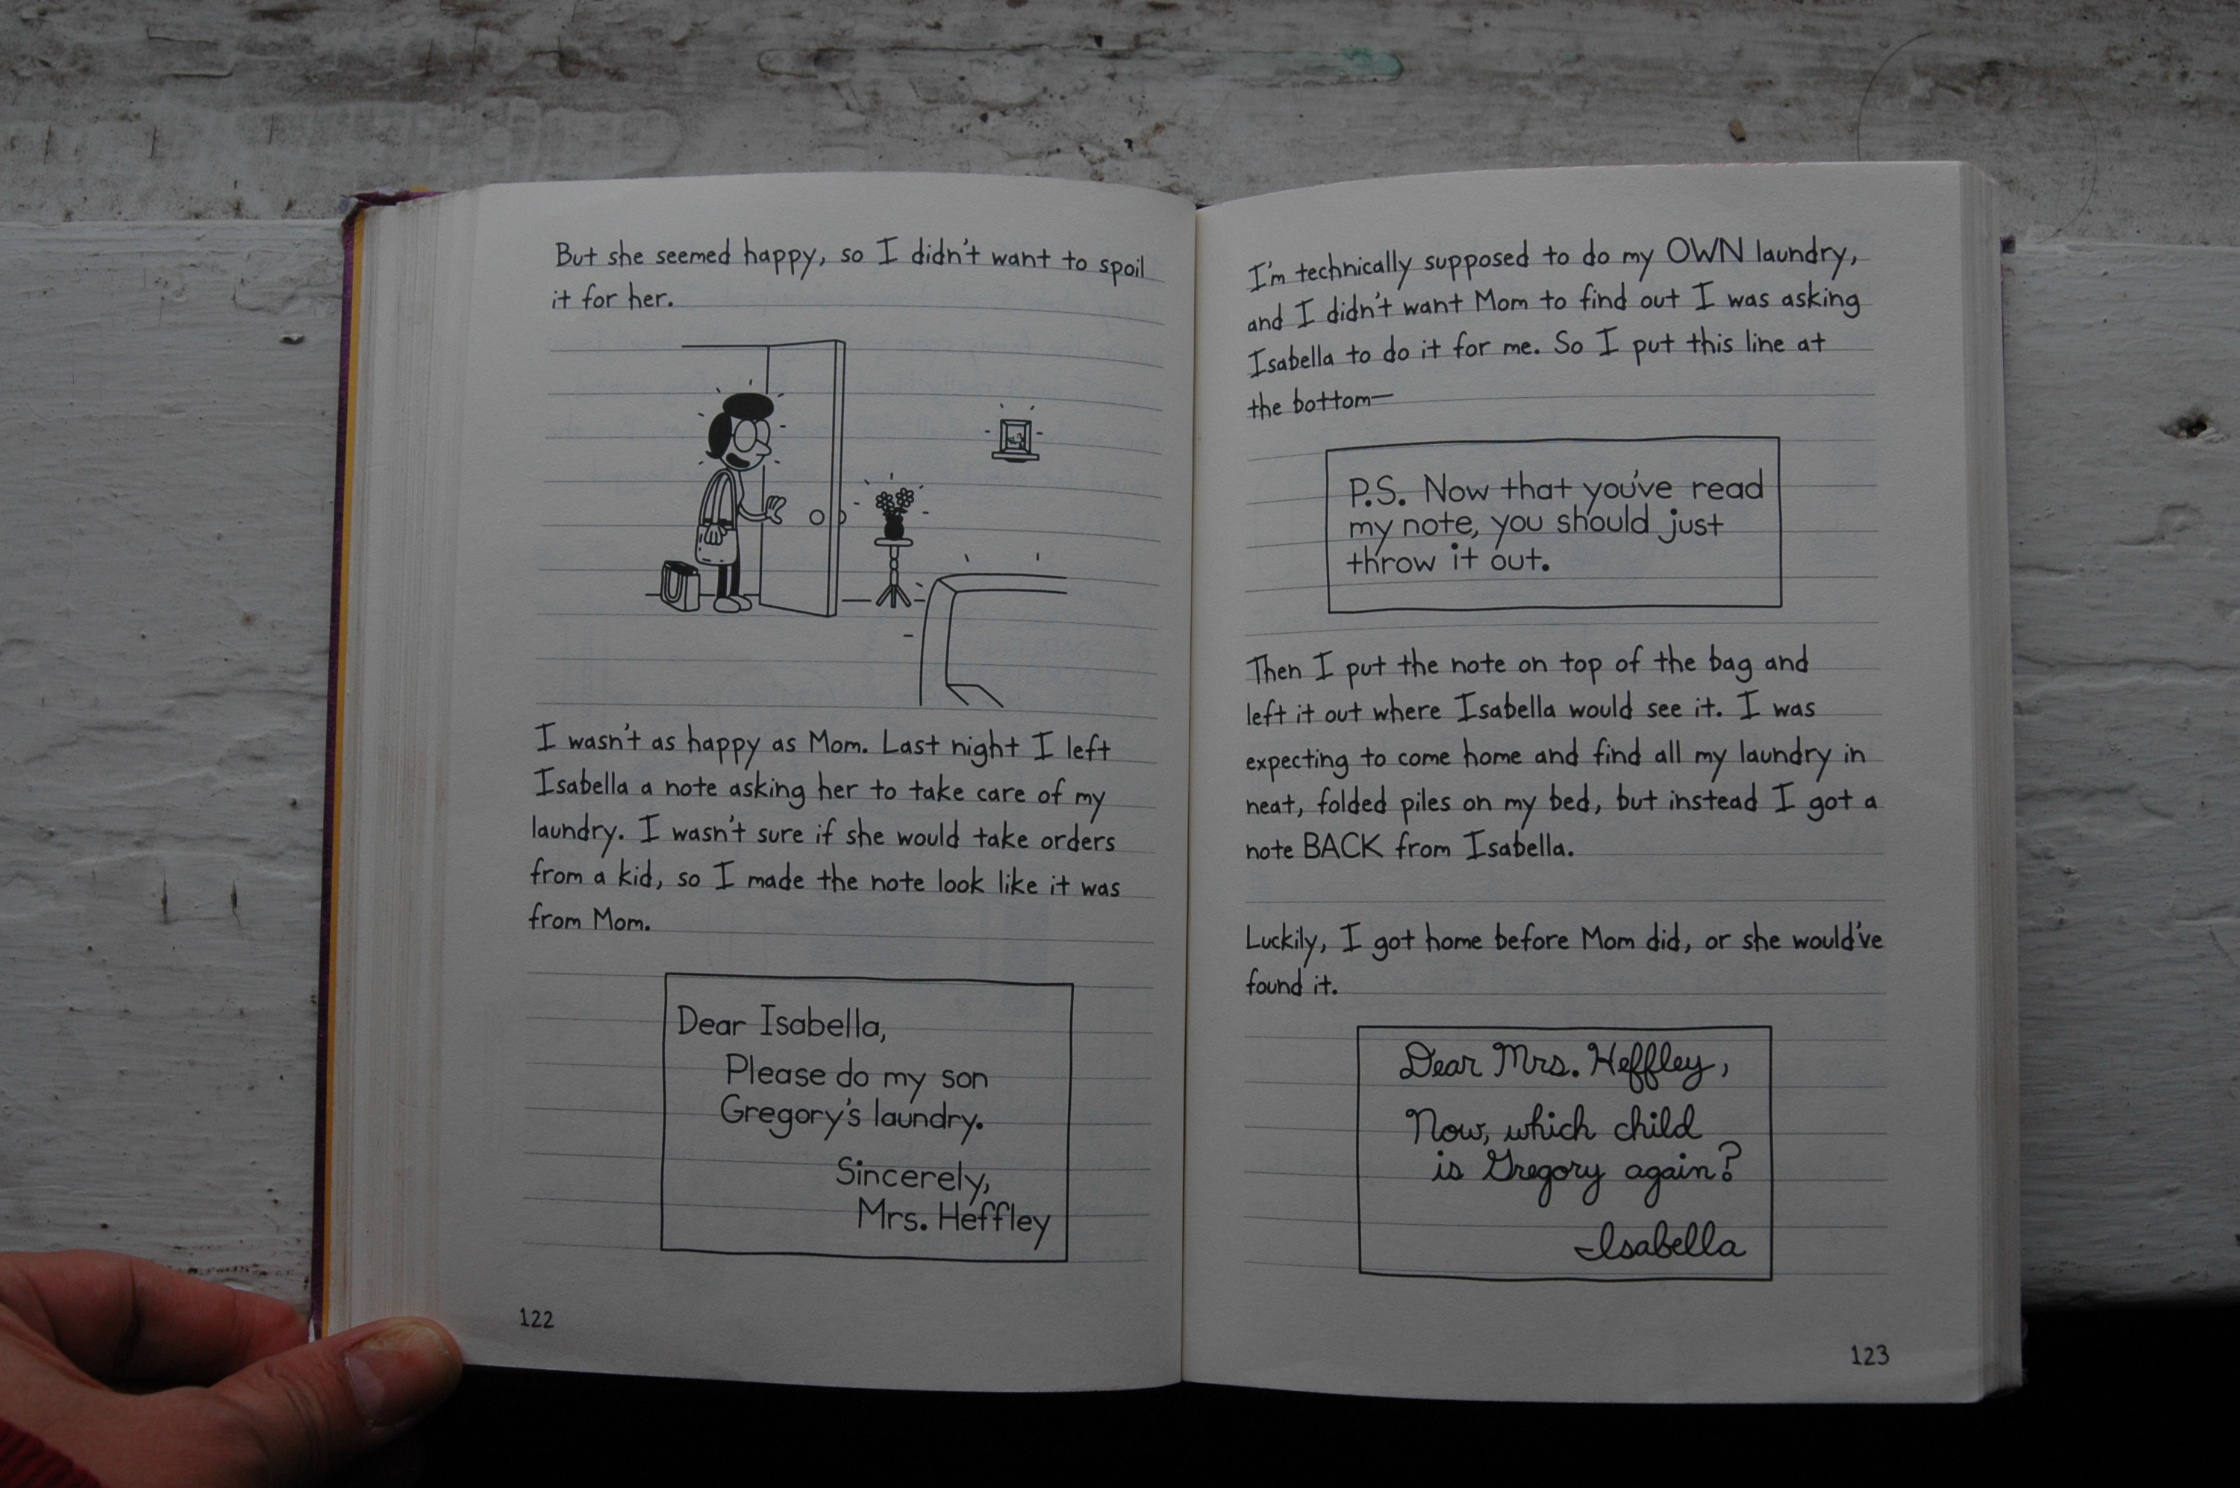 But she seemed happy, so I didn't want to spoil
it for her.
I wasn't as happy as Mom. Last night I left
Isabella a note asking her to take care of my
laundry. I wasn't sure if she would take orders
from a kid, so I made the note look like it was
from Mom.
Dear Isabella,
Please do my son
Gregory's laundry.
Sincerely,
Mrs. Heffley
122
I'm technically supposed to do my OWN laundry,
and I didn't want Mom to find out I was asking
Isabella to do it for me. So I put this line at
the bottom—
P.S. Now that you've read
my note, you should just
throw it out.
Then I put the note on top of the bag and
left it out where Isabella would see it. I was
expecting to come home and find all my laundry in
neat, folded piles on my bed, but instead I got a
note BACK from Isabella.
Luckily, I got home before Mom did, or she would've
found it.
Dear Mrs. Heffley,
Now, which child
is Gregory again?
-Isabella
123